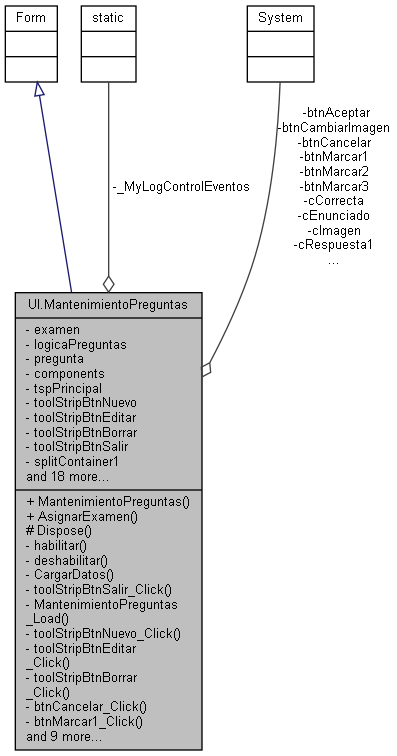 Form
static
System
-_MyLogControlEventos
-btnAceptar
-btnCambiarImagen
-btnCancelar
-btnMarcar1
-btnMarcar2
-btnMarcar3
-cCorrecta
-cEnunciado
-cImagen
-cRespuesta1
...
UI.MantenimientoPreguntas
- examen
- logicaPreguntas
- pregunta
- components
- tspPrincipal
- toolStripBtnNuevo
- toolStripBtnEditar
- toolStripBtnBorrar
- toolStripBtnSalir
- splitContainer1
and 18 more...
+ MantenimientoPreguntas()
+ AsignarExamen()
# Dispose()
- habilitar()
- deshabilitar()
- CargarDatos()
- toolStripBtnSalir_Click()
- MantenimientoPreguntas
_Load()
- toolStripBtnNuevo_Click()
- toolStripBtnEditar
_Click()
- toolStripBtnBorrar
_Click()
- btnCancelar_Click()
- btnMarcar1_Click()
and 9 more...